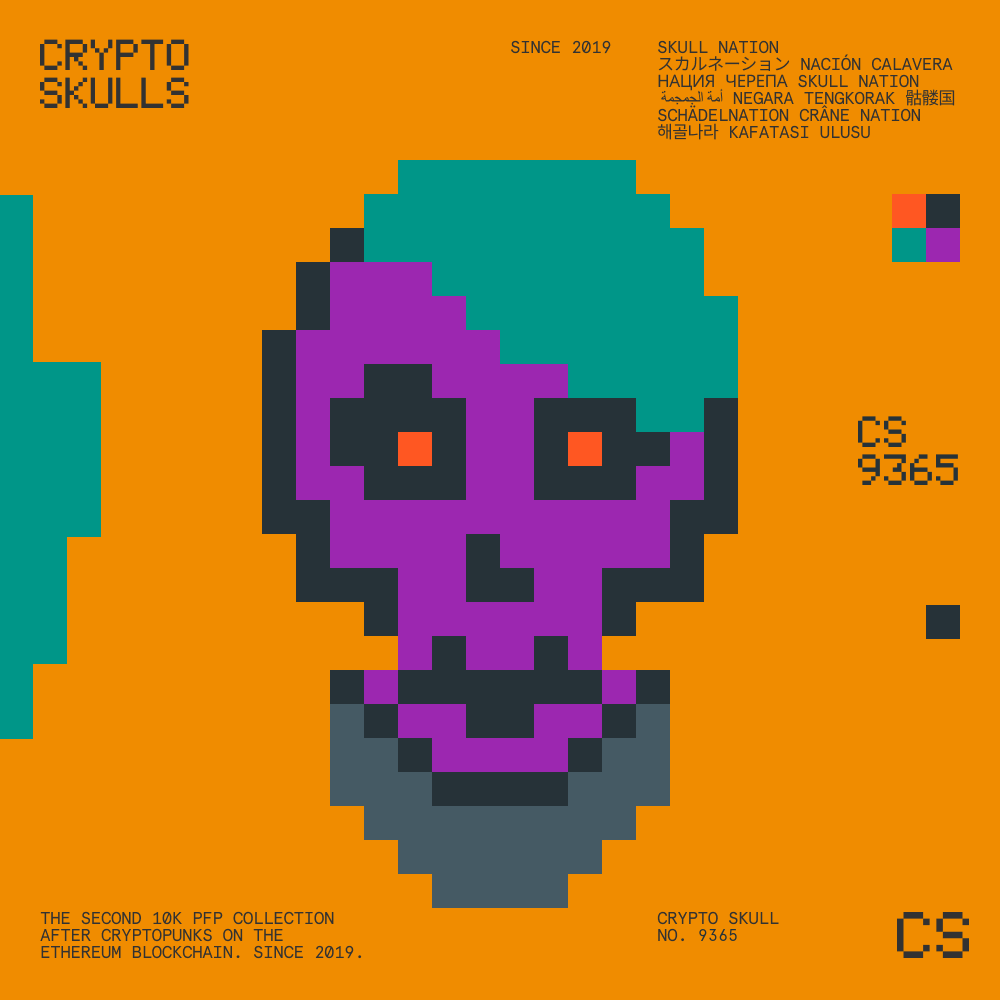 CRYPTO
SKULLS
SINCE 2019
SKULL NATION
スカルネーション NACIÓN CALAVERA
НАЦИЯ ЧЕРЕПА SKULL NATION
أمة الجمجمة NEGARA TENGKORAK 骷髅国
SCHÄDELNATION CRÂNE NATION
해골나라 KAFATASI ULUSU
CS
9365
THE SECOND 10K PFP COLLECTION
AFTER CRYPTOPUNKS ON THE
ETHEREUM BLOCKCHAIN. SINCE 2019.
CRYPTO SKULL
NO. 9365
CS